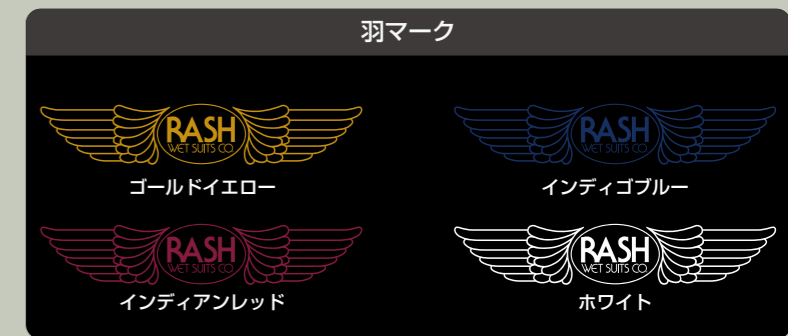 羽マーク
RASH
WET SUITS CO.
ゴールドイエロー
RASH
WET SUITS CO.
インディゴブルー
RASH
WET SUITS CO.
インディアンレッド
RASH
WET SUITS CO.
ホワイト